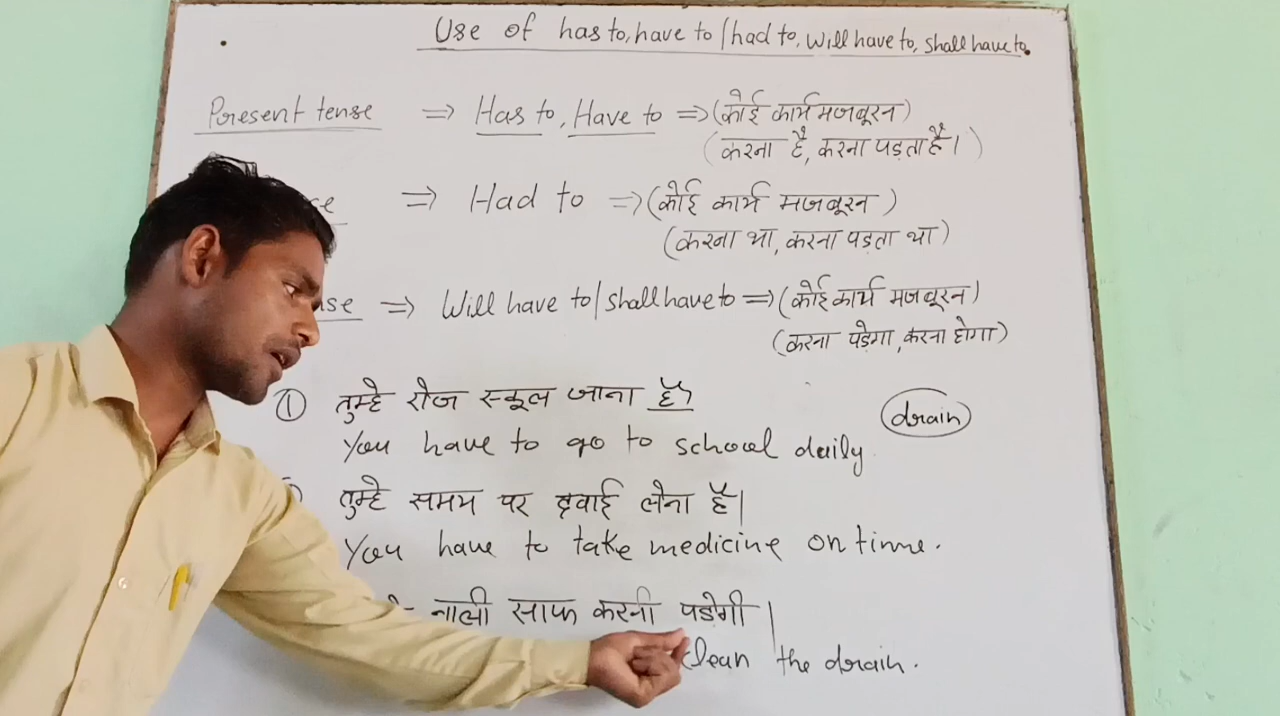 Use of has to, have to / had to, will have to, shall have to.
Present tense => Has to, Have to => (कोई कार्य मजबूरन)
(करना है, करना पड़ता है।)
=> Had to => (कोई कार्य मजबूरन)
(करना था, करना पड़ता था)
=> Will have to / shall have to => (कोई कार्य मजबूरन)
(करना पड़ेगा, करना होगा)
① तुम्हे रोज स्कूल जाना है
drain
You have to go to school daily
तुम्हे समय पर दवाई लेना है|
You have to take medicine on time.
नाली साफ करनी पडेगी |
clean the drain.